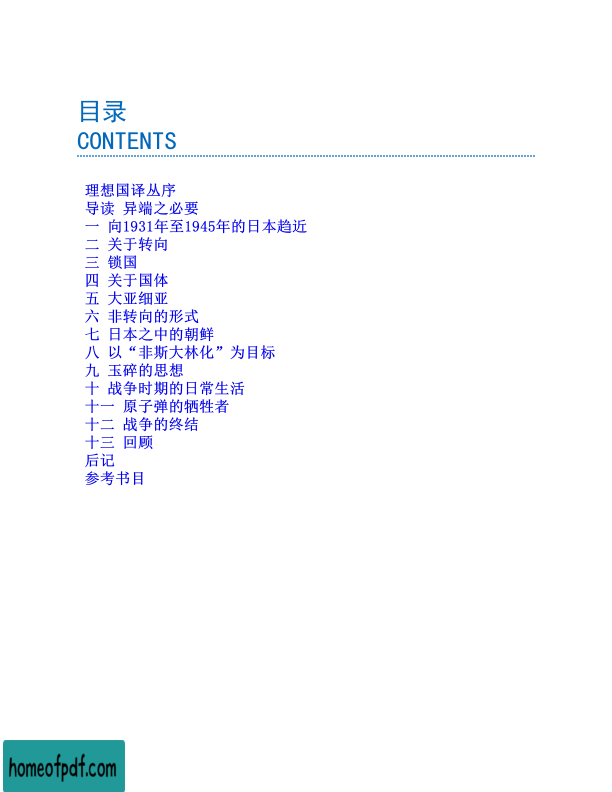 目录
CONTENTS
理想国译丛序
导读 异端之必要
一 向1931年至1945年的日本趋近
二 关于转向
三 锁国
四 关于国体
五 大亚细亚
六 非转向的形式
七 日本之中的朝鲜
八 以“非斯大林化”为目标
九 玉碎的思想
十 战争时期的日常生活
十一 原子弹的牺牲者
十二 战争的终结
十三 回顾
后记
参考书目
homeofpdf.com